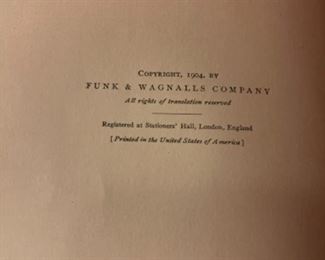 Copyright, 1904, by
FUNK & WAGNALLS COMPANY
All rights of translation reserved
Registered at Stationers' Hall, London, England
[Printed in the United States of America]